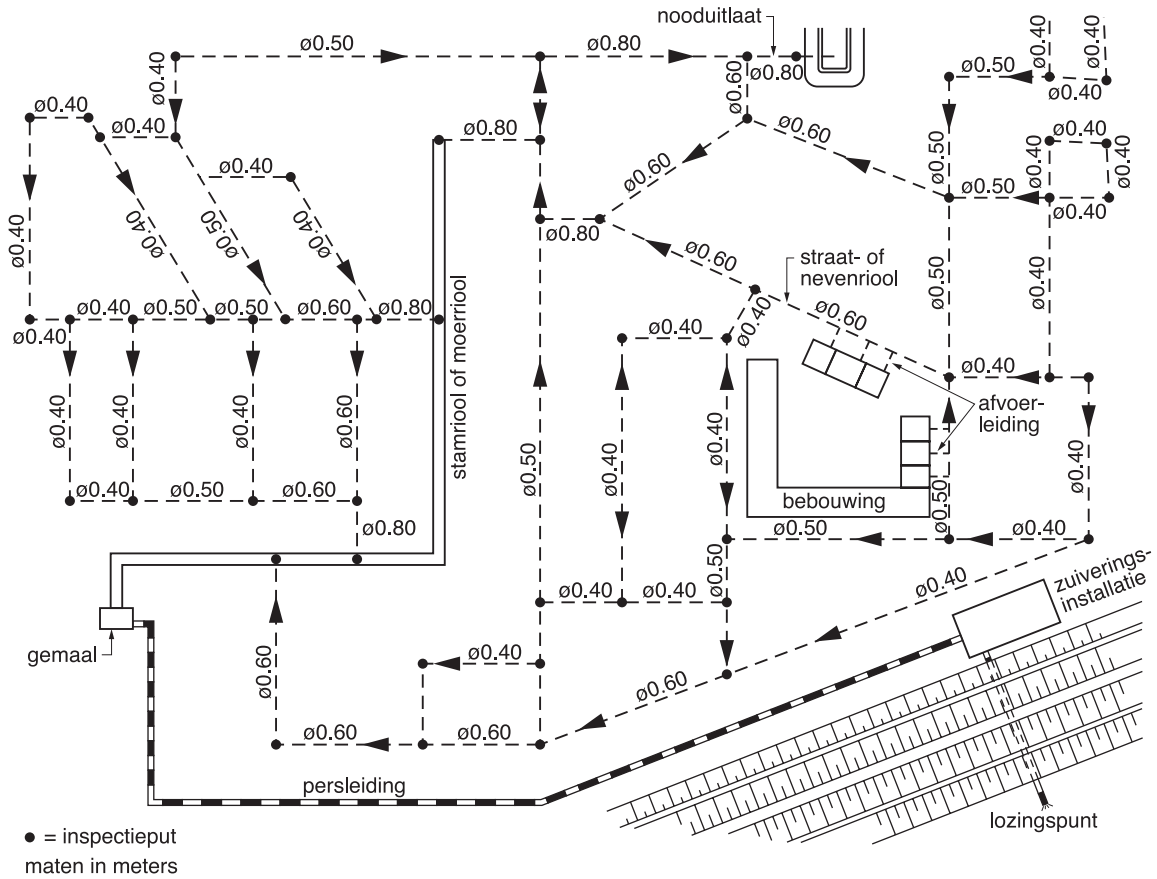 nooduitlaat
ø0.50
ø0.80
ø0.80
ø0.60
ø0.40
ø0.50
ø0.40
ø0.40
ø0.40
ø0.40
ø0.40
ø0.80
ø0.60
ø0.50
ø0.40
ø0.40
ø0.40
ø0.40
ø0.40
ø0.60
ø0.50
ø0.40
ø0.40
ø0.50
ø0.40
ø0.40
ø0.80
ø0.60
straat- of
nevenriool
ø0.50
ø0.40
ø0.40
ø0.50
ø0.50
ø0.60
ø0.80
ø0.40
stamriool of moerriool
ø0.40
ø0.40
ø0.60
ø0.40
afvoer-
leiding
ø0.40
ø0.40
ø0.40
ø0.60
ø0.50
ø0.40
ø0.40
ø0.40
bebouwing
ø0.50
ø0.40
ø0.50
ø0.60
ø0.80
ø0.50
ø0.40
ø0.50
ø0.40
ø0.40
ø0.40
zuiverings-
installatie
gemaal
ø0.60
ø0.40
ø0.60
ø0.60
ø0.60
persleiding
lozingspunt
● = inspectieput
maten in meters